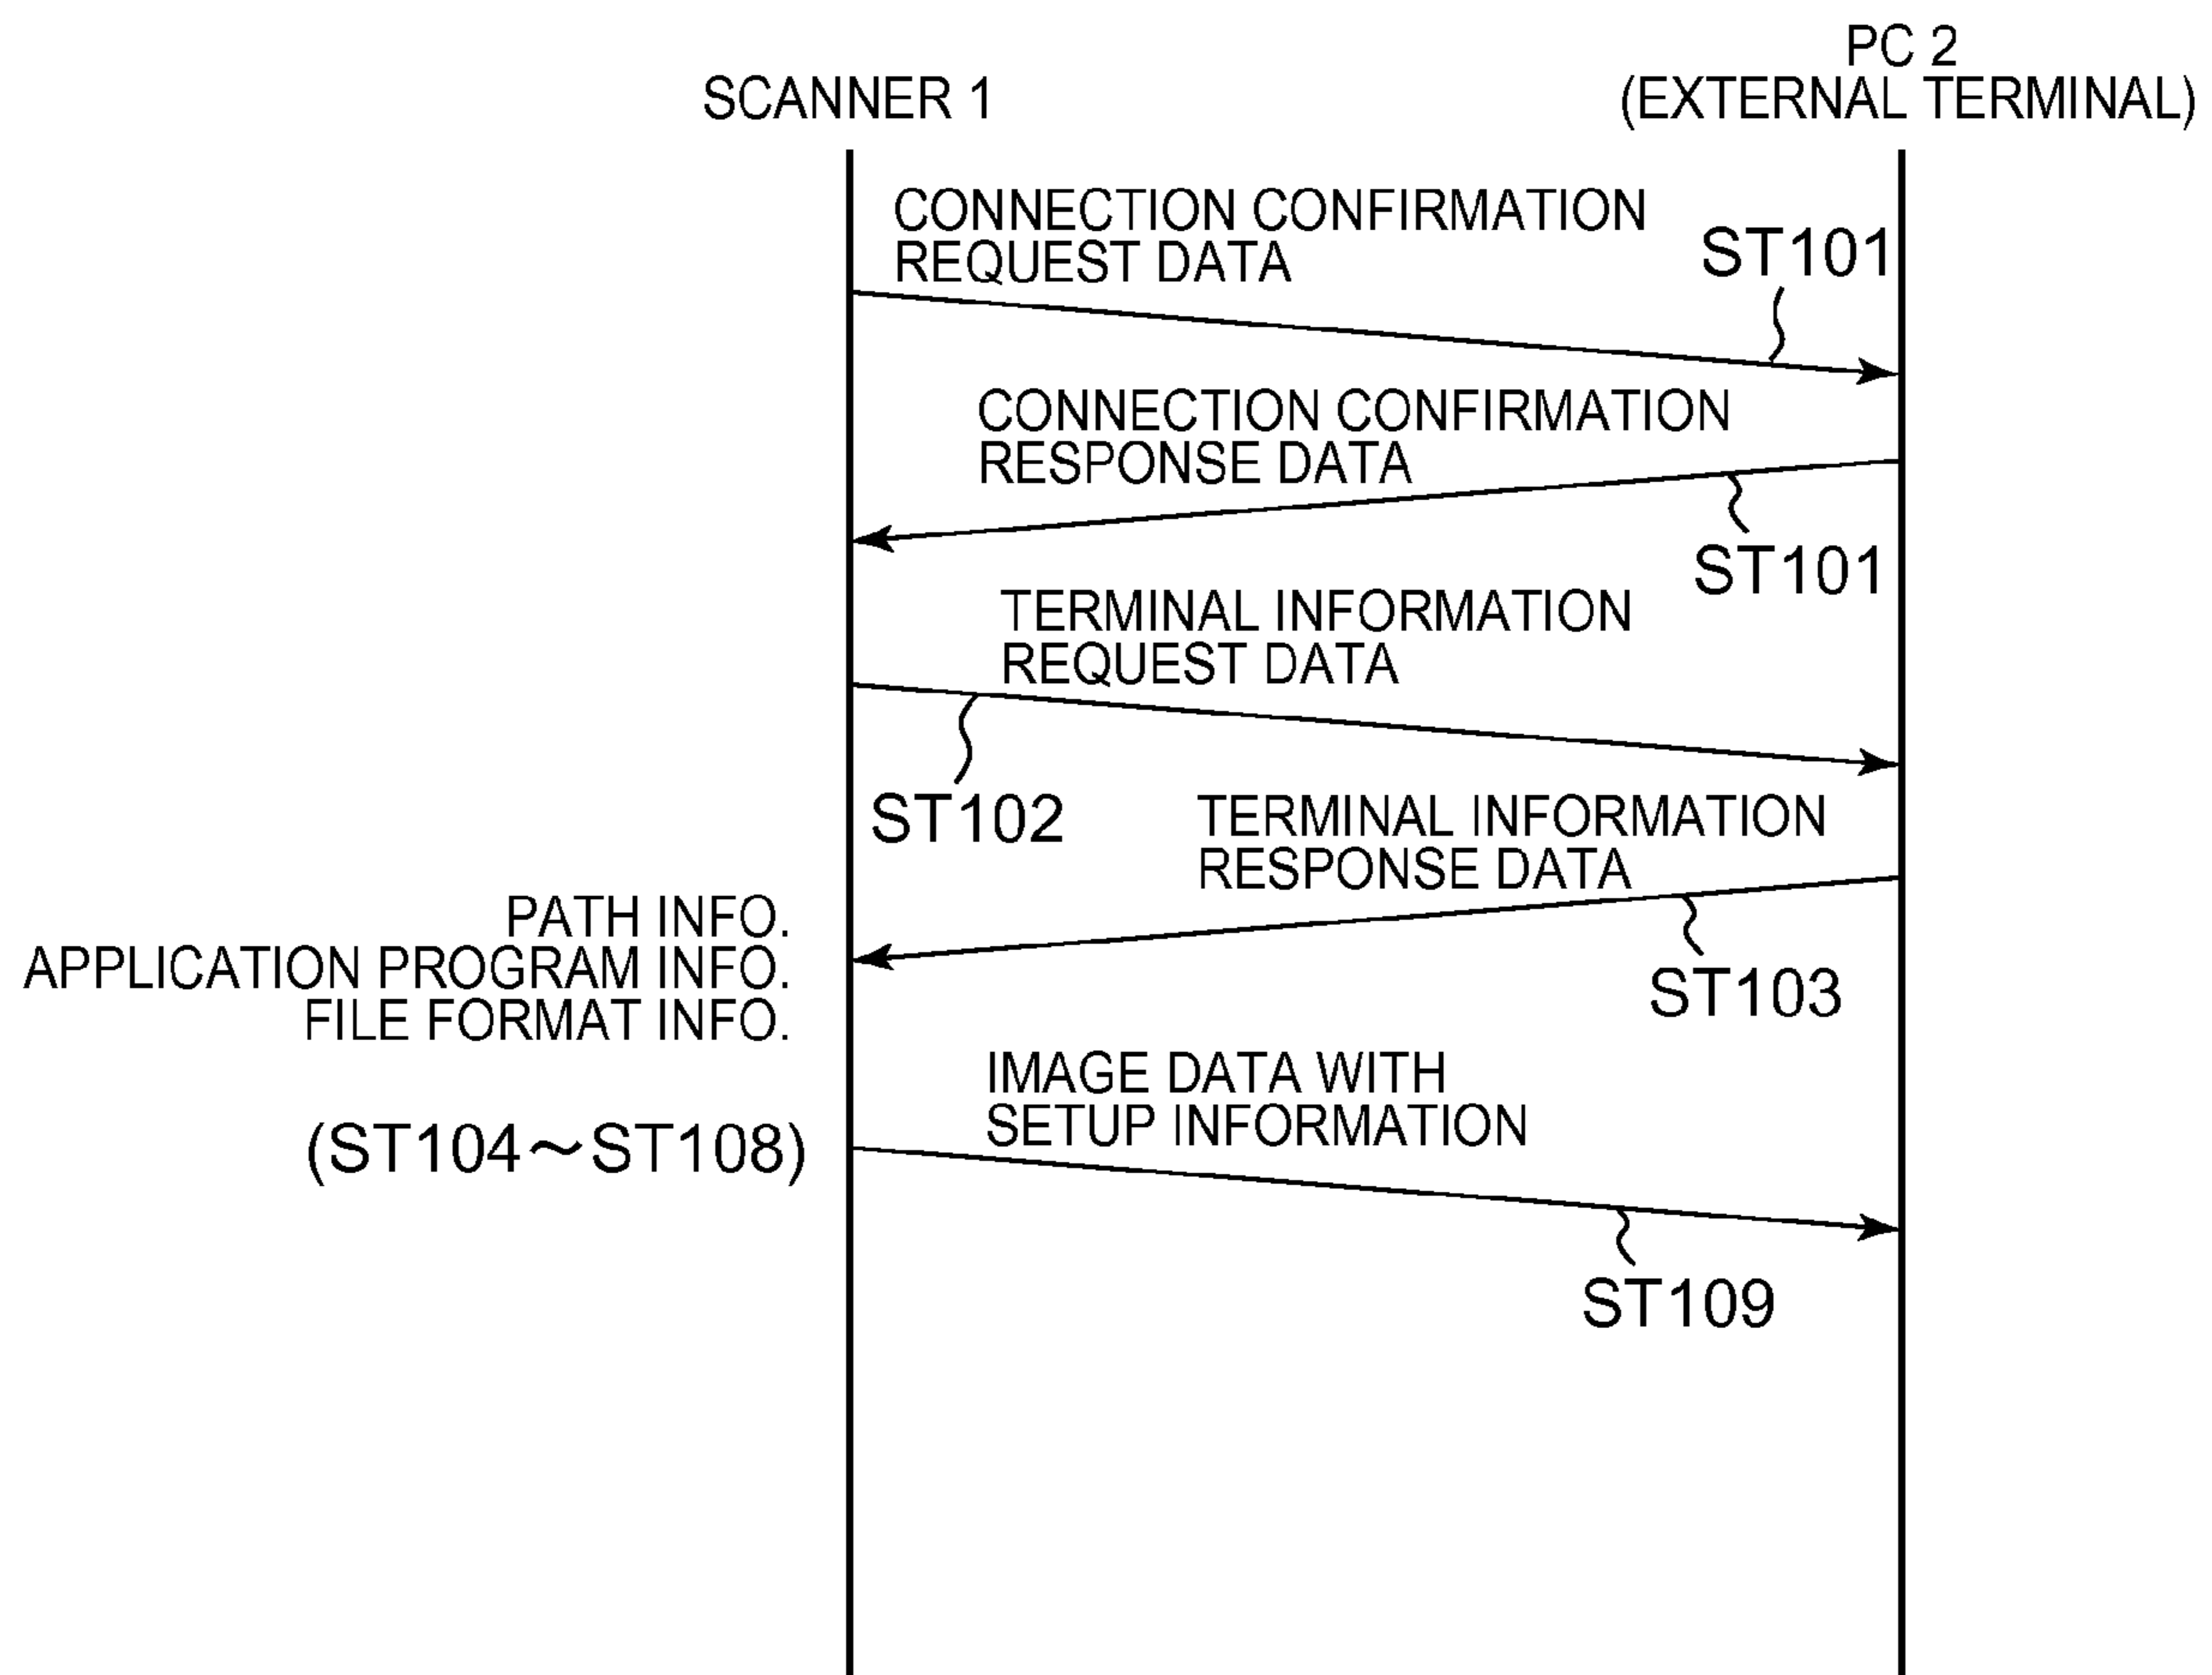 PC 2
SCANNER 1
(EXTERNAL TERMINAL)
CONNECTION CONFIRMATION
REQUEST DATA
ST101
CONNECTION CONFIRMATION
RESPONSE DATA
ST101
TERMINAL INFORMATION
REQUEST DATA
ST102
TERMINAL INFORMATION
RESPONSE DATA
PATH INFO.
APPLICATION PROGRAM INFO.
FILE FORMAT INFO.
ST103
IMAGE DATA WITH
SETUP INFORMATION
(ST104~ST108)
ST109